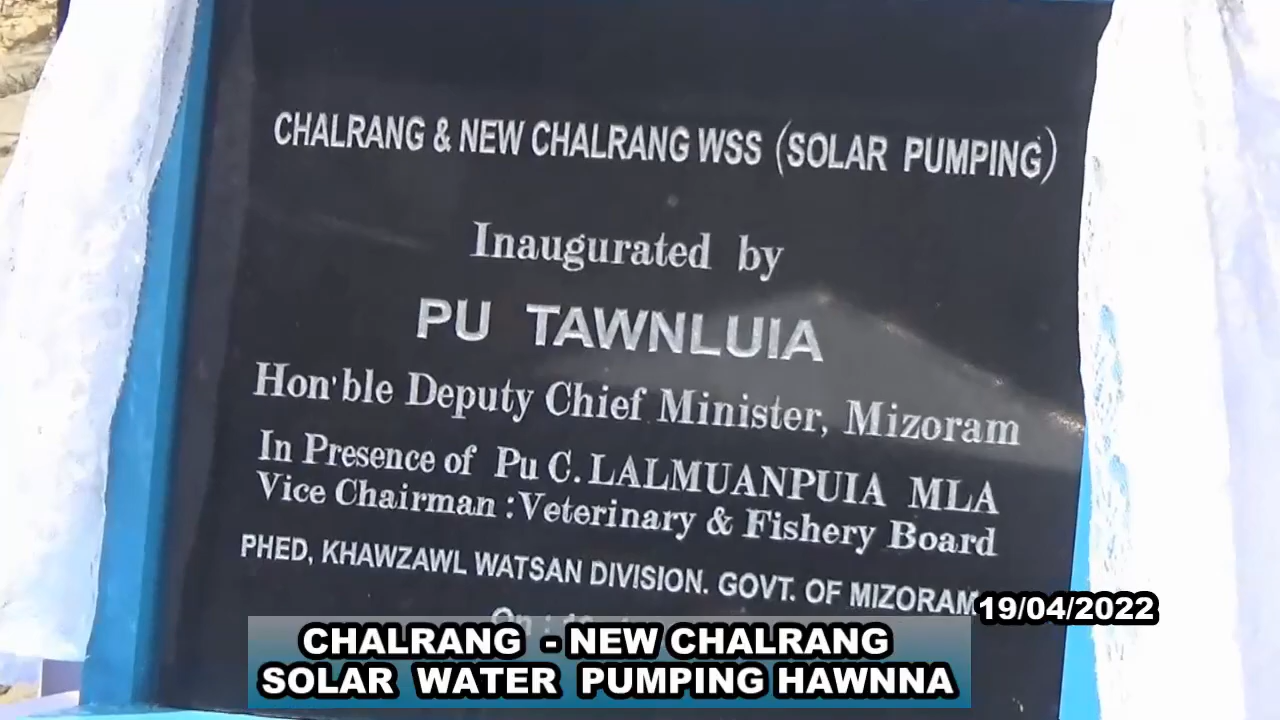 CHALRANG & NEW CHALRANG WSS (SOLAR PUMPING)
Inaugurated by
PU TAWNLUIA
Hon'ble Deputy Chief Minister, Mizoram
In Presence of Pu C. LALMUANPUIA MLA
Vice Chairman : Veterinary & Fishery Board
PHED, KHAWZAWL WATSAN DIVISION. GOVT. OF MIZORAM
19/04/2022
CHALRANG - NEW CHALRANG
SOLAR WATER PUMPING HAWNNA